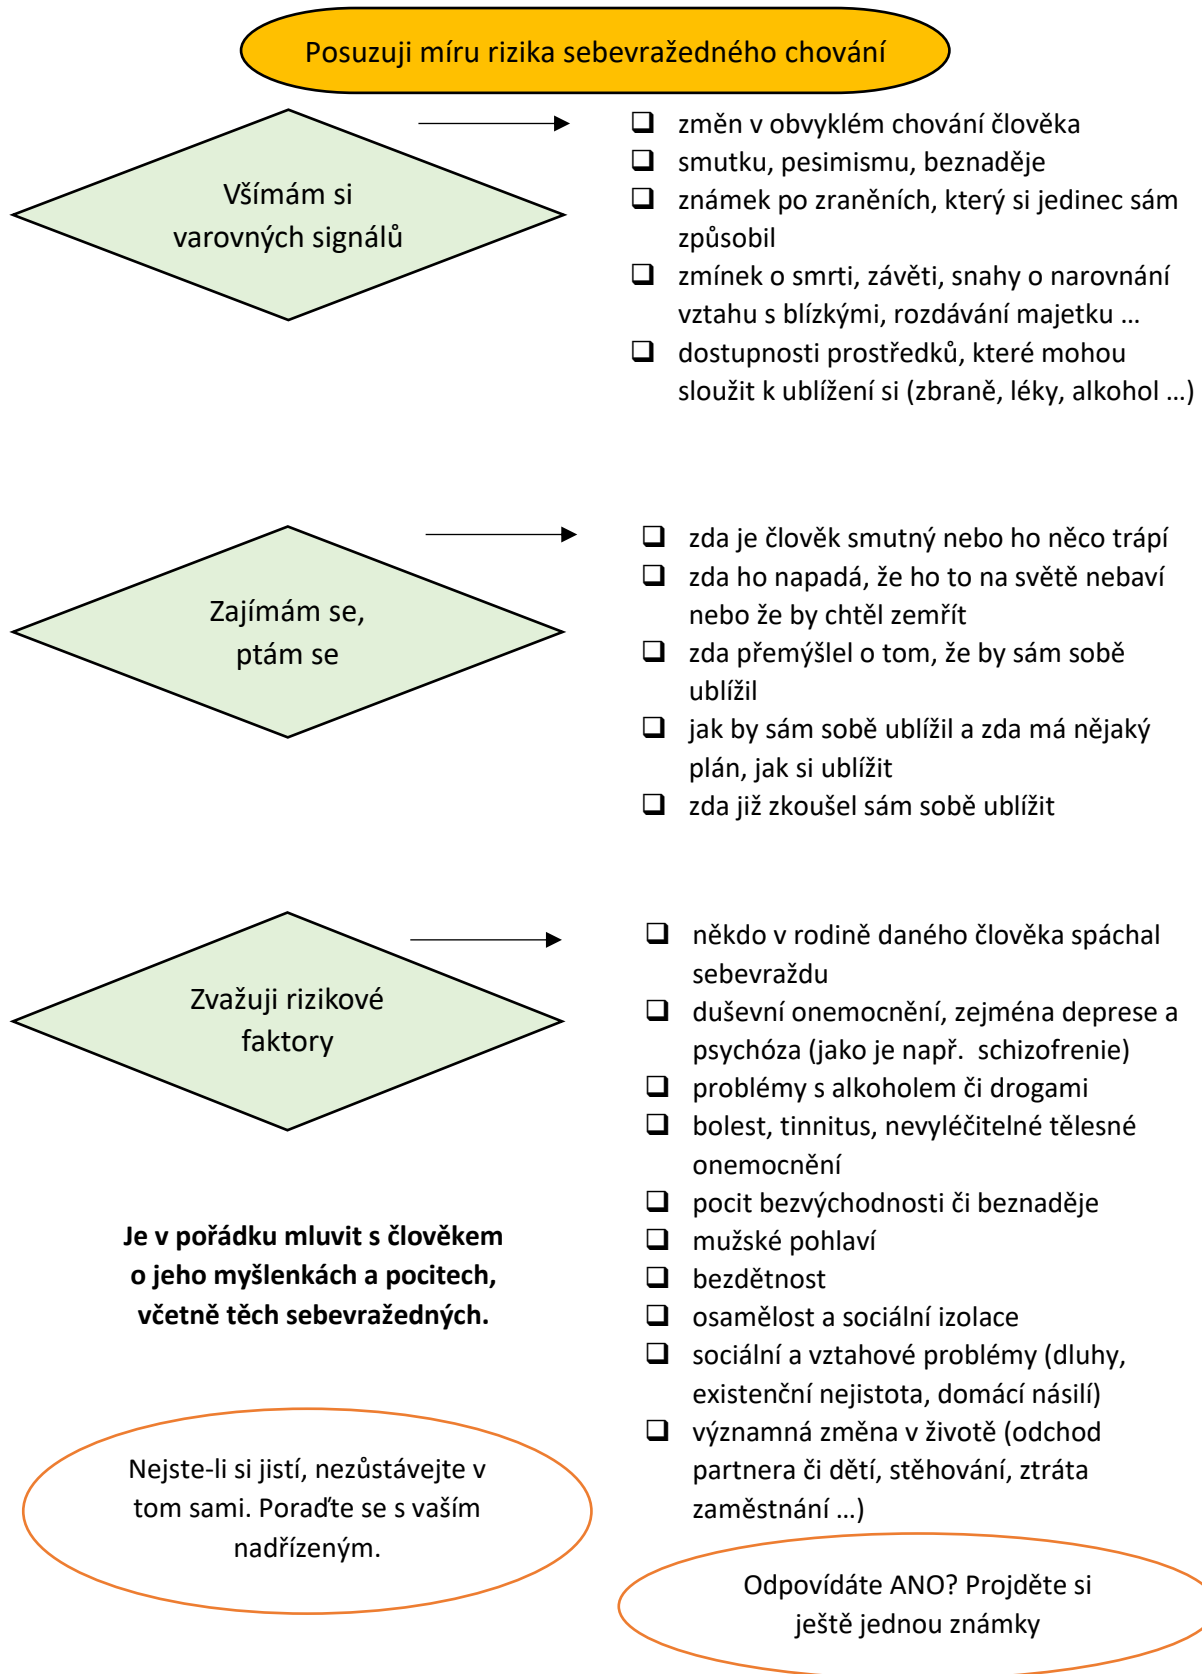 Posuzuji míru rizika sebevražedného chování
Všímám si
varovných signálů
změn v obvyklém chování člověka
smutku, pesimismu, beznaděje
známek po zraněních, který si jedinec sám
způsobil
zmínek o smrti, závěti, snahy o narovnání
vztahu s blízkými, rozdávání majetku ...
dostupnosti prostředků, které mohou
sloužit k ublížení si (zbraně, léky, alkohol ...)
Zajímám se,
ptám se
zda je člověk smutný nebo ho něco trápí
zda ho napadá, že ho to na světě nebaví
nebo že by chtěl zemřít
zda přemýšlel o tom, že by sám sobě
ublížil
jak by sám sobě ublížil a zda má nějaký
plán, jak si ublížit
zda již zkoušel sám sobě ublížit
Zvažuji rizikové
faktory
někdo v rodině daného člověka spáchal
sebevraždu
duševní onemocnění, zejména deprese a
psychóza (jako je např.  schizofrenie)
problémy s alkoholem či drogami
bolest, tinnitus, nevyléčitelné tělesné
onemocnění
pocit bezvýchodnosti či beznaděje
mužské pohlaví
bezdětnost
osamělost a sociální izolace
sociální a vztahové problémy (dluhy,
existenční nejistota, domácí násilí)
významná změna v životě (odchod
partnera či dětí, stěhování, ztráta
zaměstnání ...)
Je v pořádku mluvit s člověkem
o jeho myšlenkách a pocitech,
včetně těch sebevražedných.
Nejste-li si jistí, nezůstávejte v
tom sami. Poraďte se s vaším
nadřízeným.
Odpovídáte ANO? Projděte si
ještě jednou známky